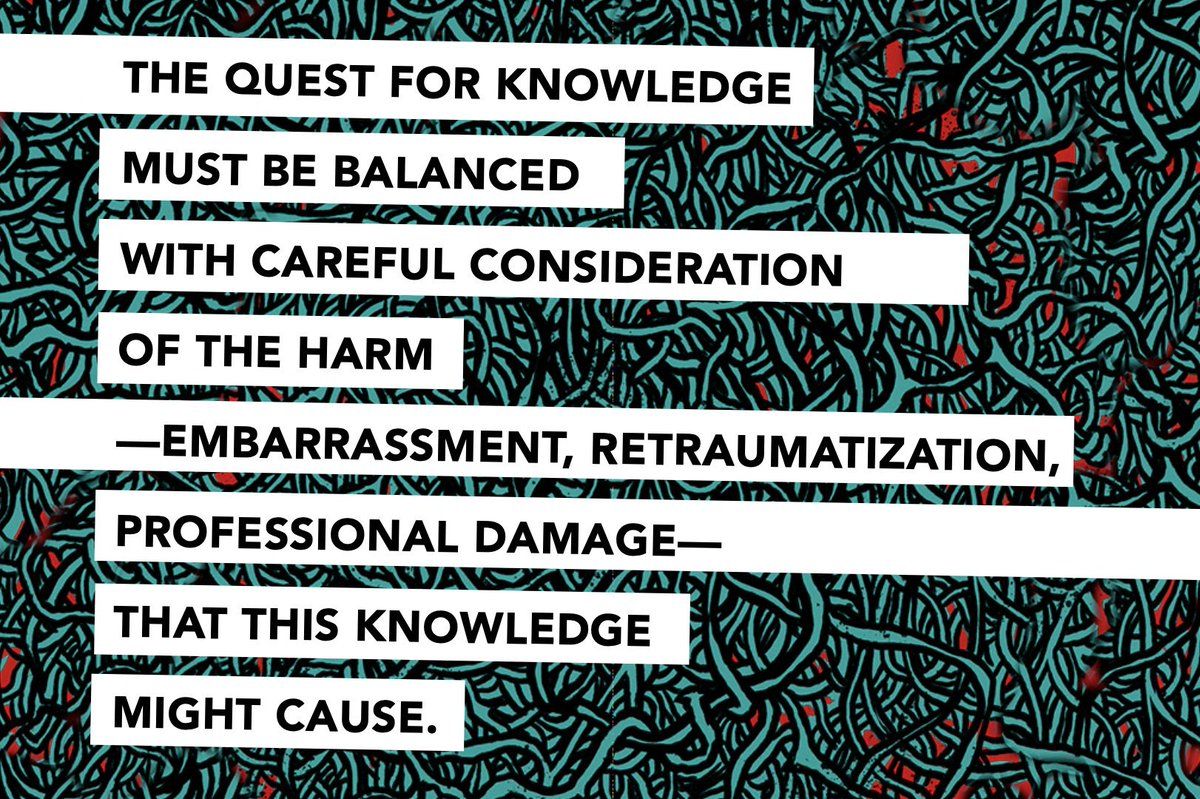 THE QUEST FOR KNOWLEDGE
MUST BE BALANCED
WITH CAREFUL CONSIDERATION
OF THE HARM
—EMBARRASSMENT, RETRAUMATIZATION,
PROFESSIONAL DAMAGE—
THAT THIS KNOWLEDGE
MIGHT CAUSE.